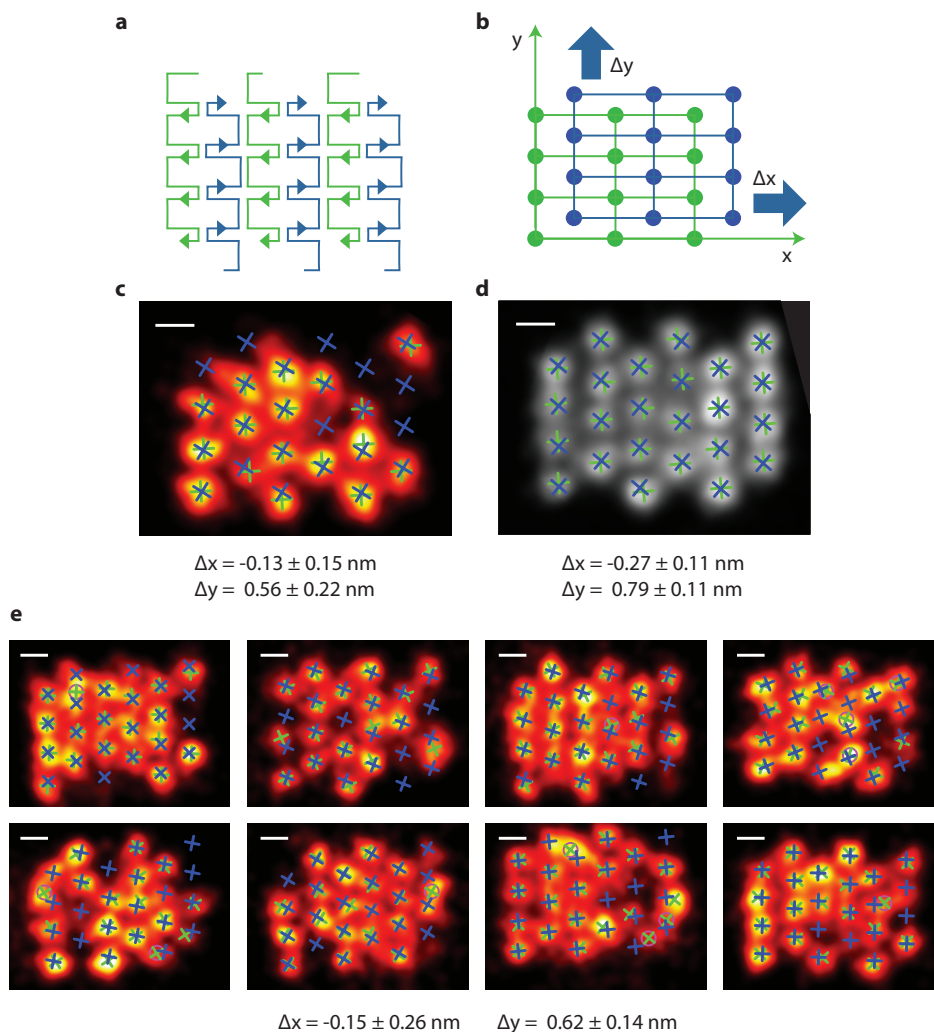 a
b
y
Δy
Δx
x
c
d
Δx = -0.13 ± 0.15 nm
Δy = 0.56 ± 0.22 nm
Δx = -0.27 ± 0.11 nm
Δy = 0.79 ± 0.11 nm
e
Δx = -0.15 ± 0.26 nm Δy = 0.62 ± 0.14 nm